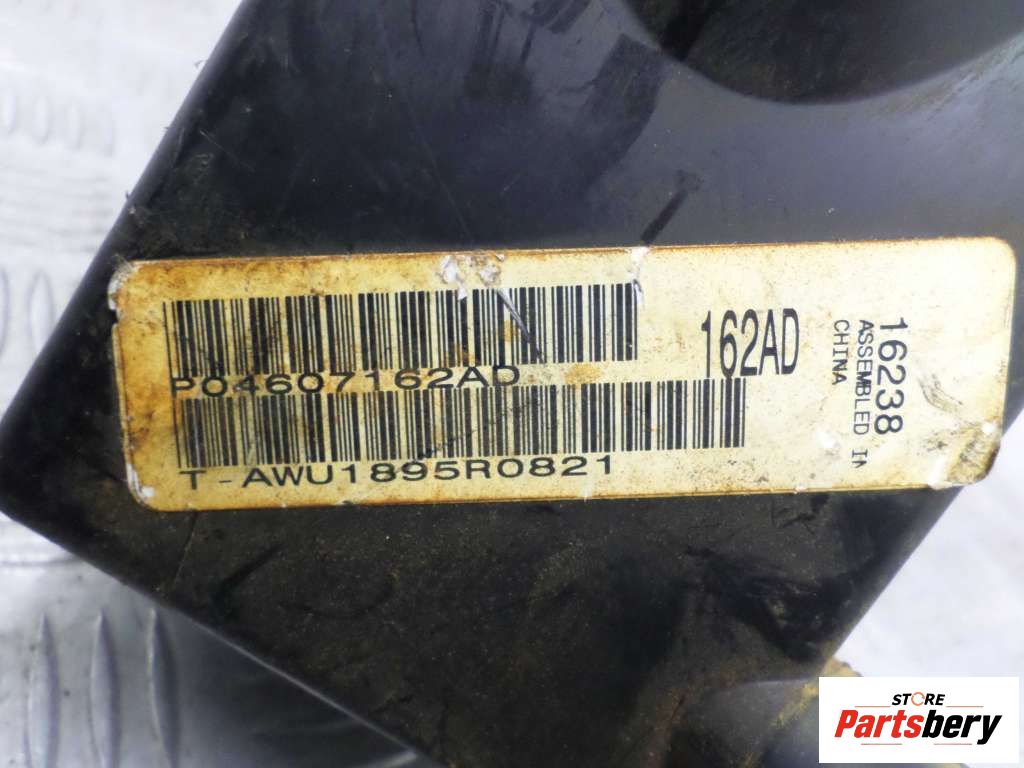 P04607162AD
162AD
T-AWU1895R0821
16238
ASSEMBLED IN
CHINA
STORE
Partsbery